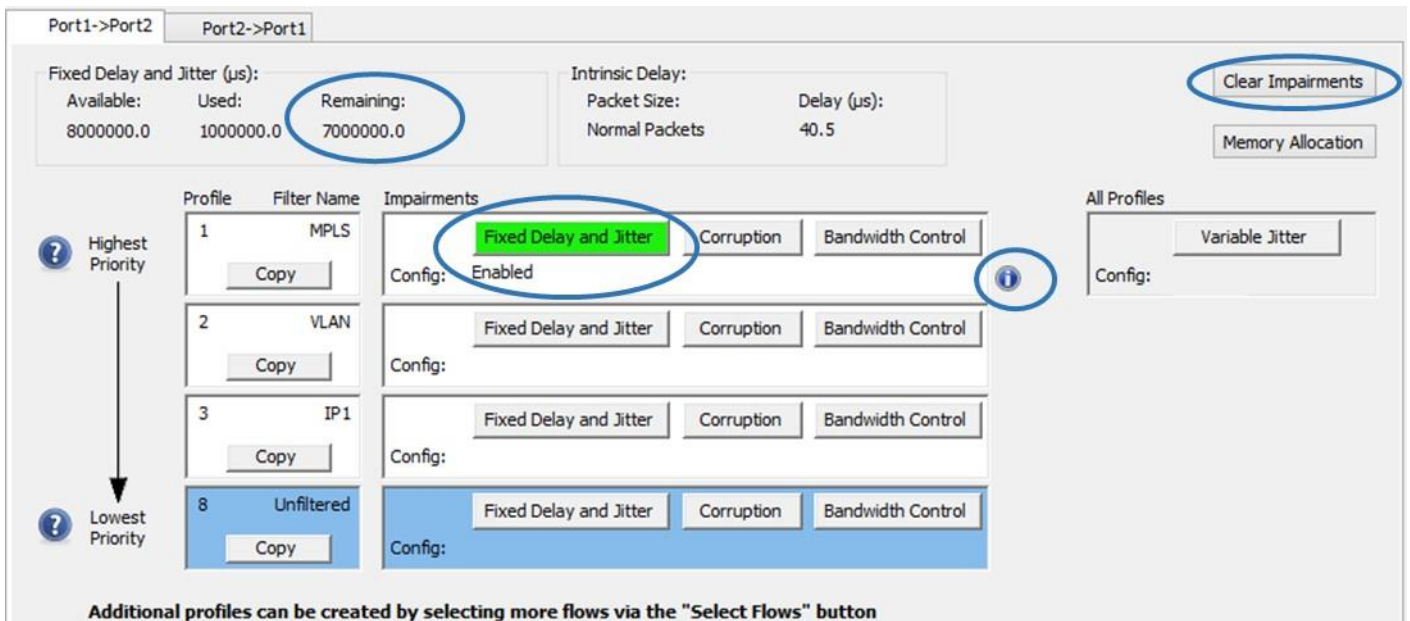 Port1->Port2 Port2->Port1
Fixed Delay and Jitter (µs):
Available: Used: Remaining:
8000000.0 1000000.0 7000000.0
Intrinsic Delay:
Packet Size: Delay (µs):
Normal Packets 40.5
Clear Impairments
Memory Allocation
Profile Filter Name Impairments All Profiles
? Highest Priority
1 MPLS
Copy
Fixed Delay and Jitter Corruption Bandwidth Control
Config: Enabled
i
Variable Jitter
Config:
2 VLAN
Copy
Fixed Delay and Jitter Corruption Bandwidth Control
Config:
3 IP1
Copy
Fixed Delay and Jitter Corruption Bandwidth Control
Config:
? Lowest Priority
8 Unfiltered
Copy
Fixed Delay and Jitter Corruption Bandwidth Control
Config:
Additional profiles can be created by selecting more flows via the "Select Flows" button